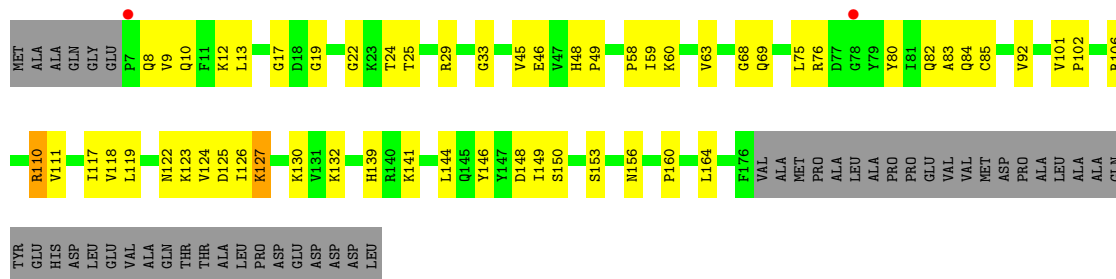 MET ALA ALA GLN GLY GLU P7 Q8 V9 Q10 F11 K12 L13 G17 D18 G19 G22 K23 T24 T25 R29 G33 V45 E46 V47 H48 P49 P58 I59 K60 V63 G68 Q69 L75 R76 D77 G78 Y79 Y80 I81 Q82 A83 Q84 C85 V92 V101 P102
R110 V111 I117 V118 L119 N122 K123 V124 D125 I126 K127 K130 V131 K132 H139 R140 K141 L144 Q145 Y146 Y147 D148 I149 S150 S153 N156 P160 L164 F176 VAL ALA MET PRO ALA LEU ALA PRO PRO GLU VAL VAL MET ASP PRO ALA LEU ALA ALA GLN
TYR GLU HIS ASP LEU GLU VAL ALA GLN THR THR ALA LEU PRO ASP GLU ASP ASP ASP LEU